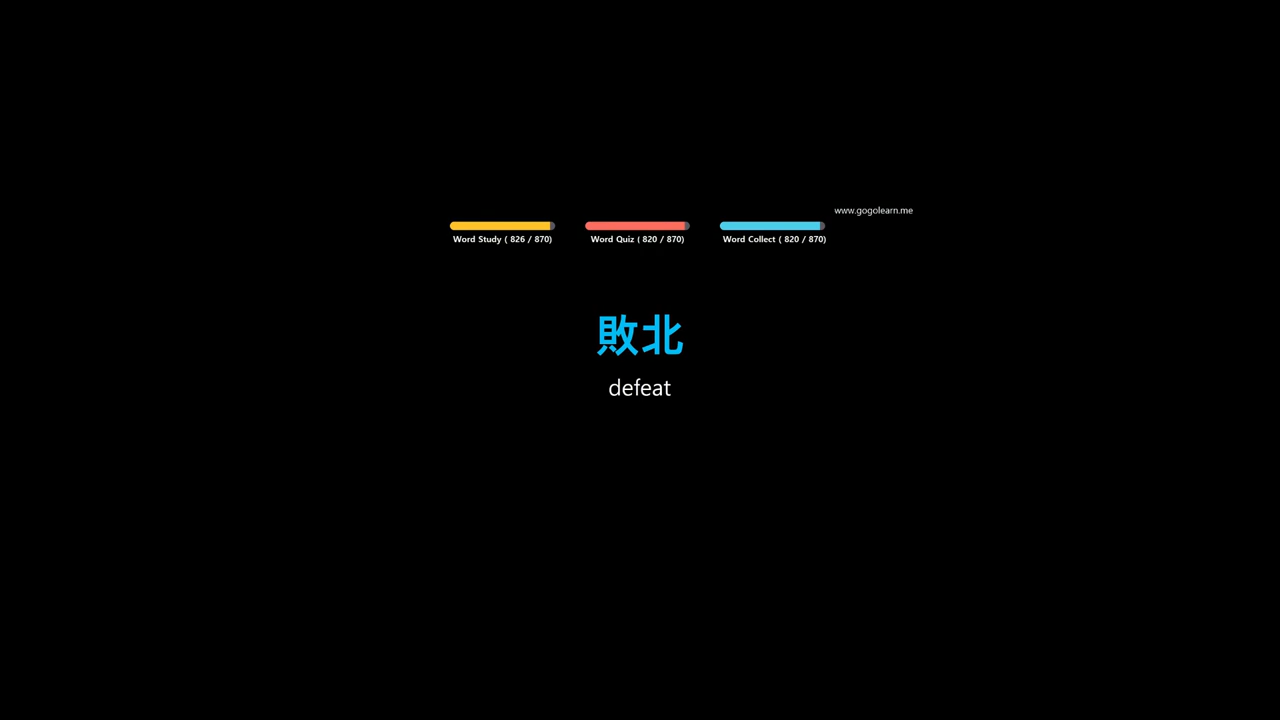 www.gogolearn.me
Word Study ( 826 / 870)
Word Quiz ( 820 / 870)
Word Collect ( 820 / 870)
敗北
defeat